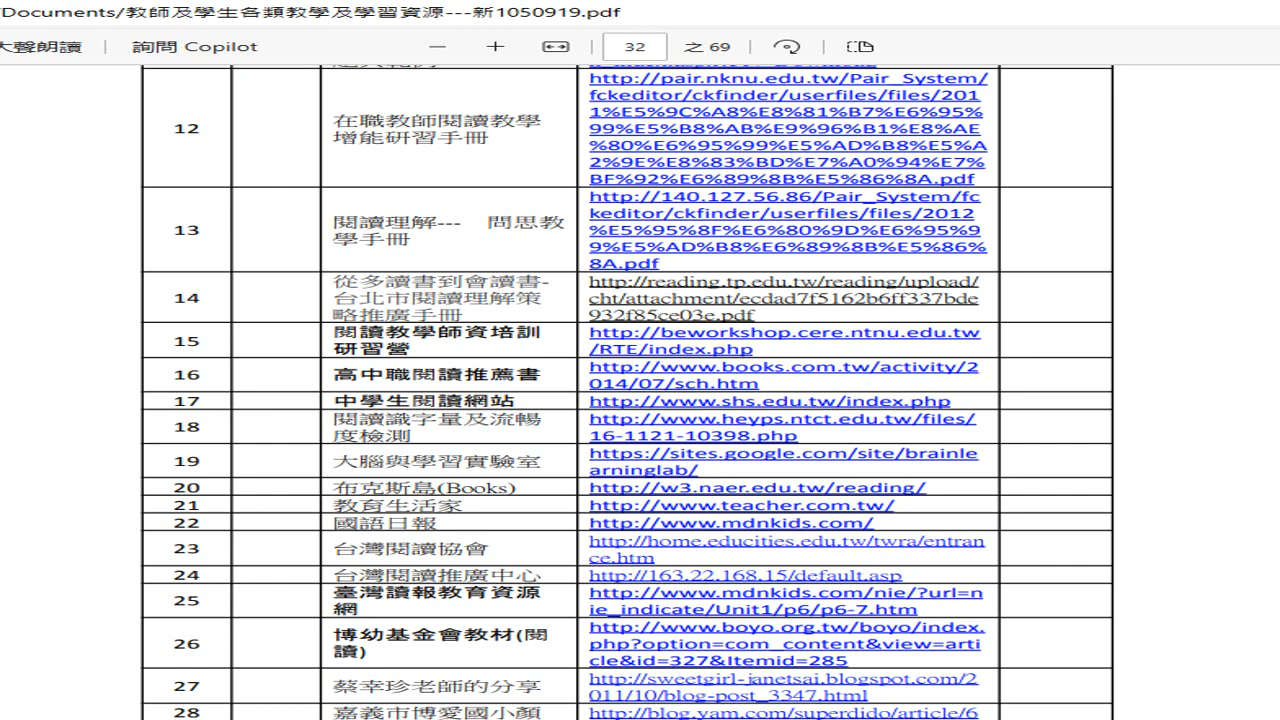 Documents/教師及學生各類教學及學習資源---新1050919.pdf
大聲朗讀 詢問 Copilot 32 之 69
12
在職教師閱讀教學
增能研習手冊
http://pair.nknu.edu.tw/Pair_System/
fckeditor/ckfinder/userfiles/files/201
1%E5%9C%A8%E8%81%B7%E6%95%
99%E5%B8%AB%E9%96%B1%E8%AE
%80%E6%95%99%E5%AD%B8%E5%A
2%9E%E8%83%BD%E7%A0%94%E7%
BF%92%E6%89%8B%E5%86%8A.pdf
13
閱讀理解--- 問思教
學手冊
http://140.127.56.86/Pair_System/fc
keditor/ckfinder/userfiles/files/2012
%E5%95%8F%E6%80%9D%E6%95%9
9%E5%AD%B8%E6%89%8B%E5%86%
8A.pdf
14
從多讀書到會讀書-
台北市閱讀理解策
略推廣手冊
http://reading.tp.edu.tw/reading/upload/
cht/attachment/ecdad7f5162b6ff337bde
932f85ce03e.pdf
15
閱讀教學師資培訓
研習營
http://beworkshop.cere.ntnu.edu.tw
/RTE/index.php
16
高中職閱讀推薦書
http://www.books.com.tw/activity/2
014/07/sch.htm
17
中學生閱讀網站
http://www.shs.edu.tw/index.php
18
閱讀識字量及流暢
度檢測
http://www.heyps.ntct.edu.tw/files/
16-1121-10398.php
19
大腦與學習實驗室
https://sites.google.com/site/brainle
arninglab/
20
布克斯島(Books)
http://w3.naer.edu.tw/reading/
21
教育生活家
http://www.teacher.com.tw/
22
國語日報
http://www.mdnkids.com/
23
台灣閱讀協會
http://home.educities.edu.tw/twra/entran
ce.htm
24
台灣閱讀推廣中心
http://163.22.168.15/default.asp
25
臺灣讀報教育資源
網
http://www.mdnkids.com/nie/?url=n
ie_indicate/Unit1/p6/p6-7.htm
26
博幼基金會教材(閱
讀)
http://www.boyo.org.tw/boyo/index.
php?option=com_content&view=arti
cle&id=327&Itemid=285
27
蔡幸珍老師的分享
http://sweetgirl-janetsai.blogspot.com/2
011/10/blog-post_3347.html
28
嘉義市博愛國小顏
http://blog.yam.com/superdido/article/6